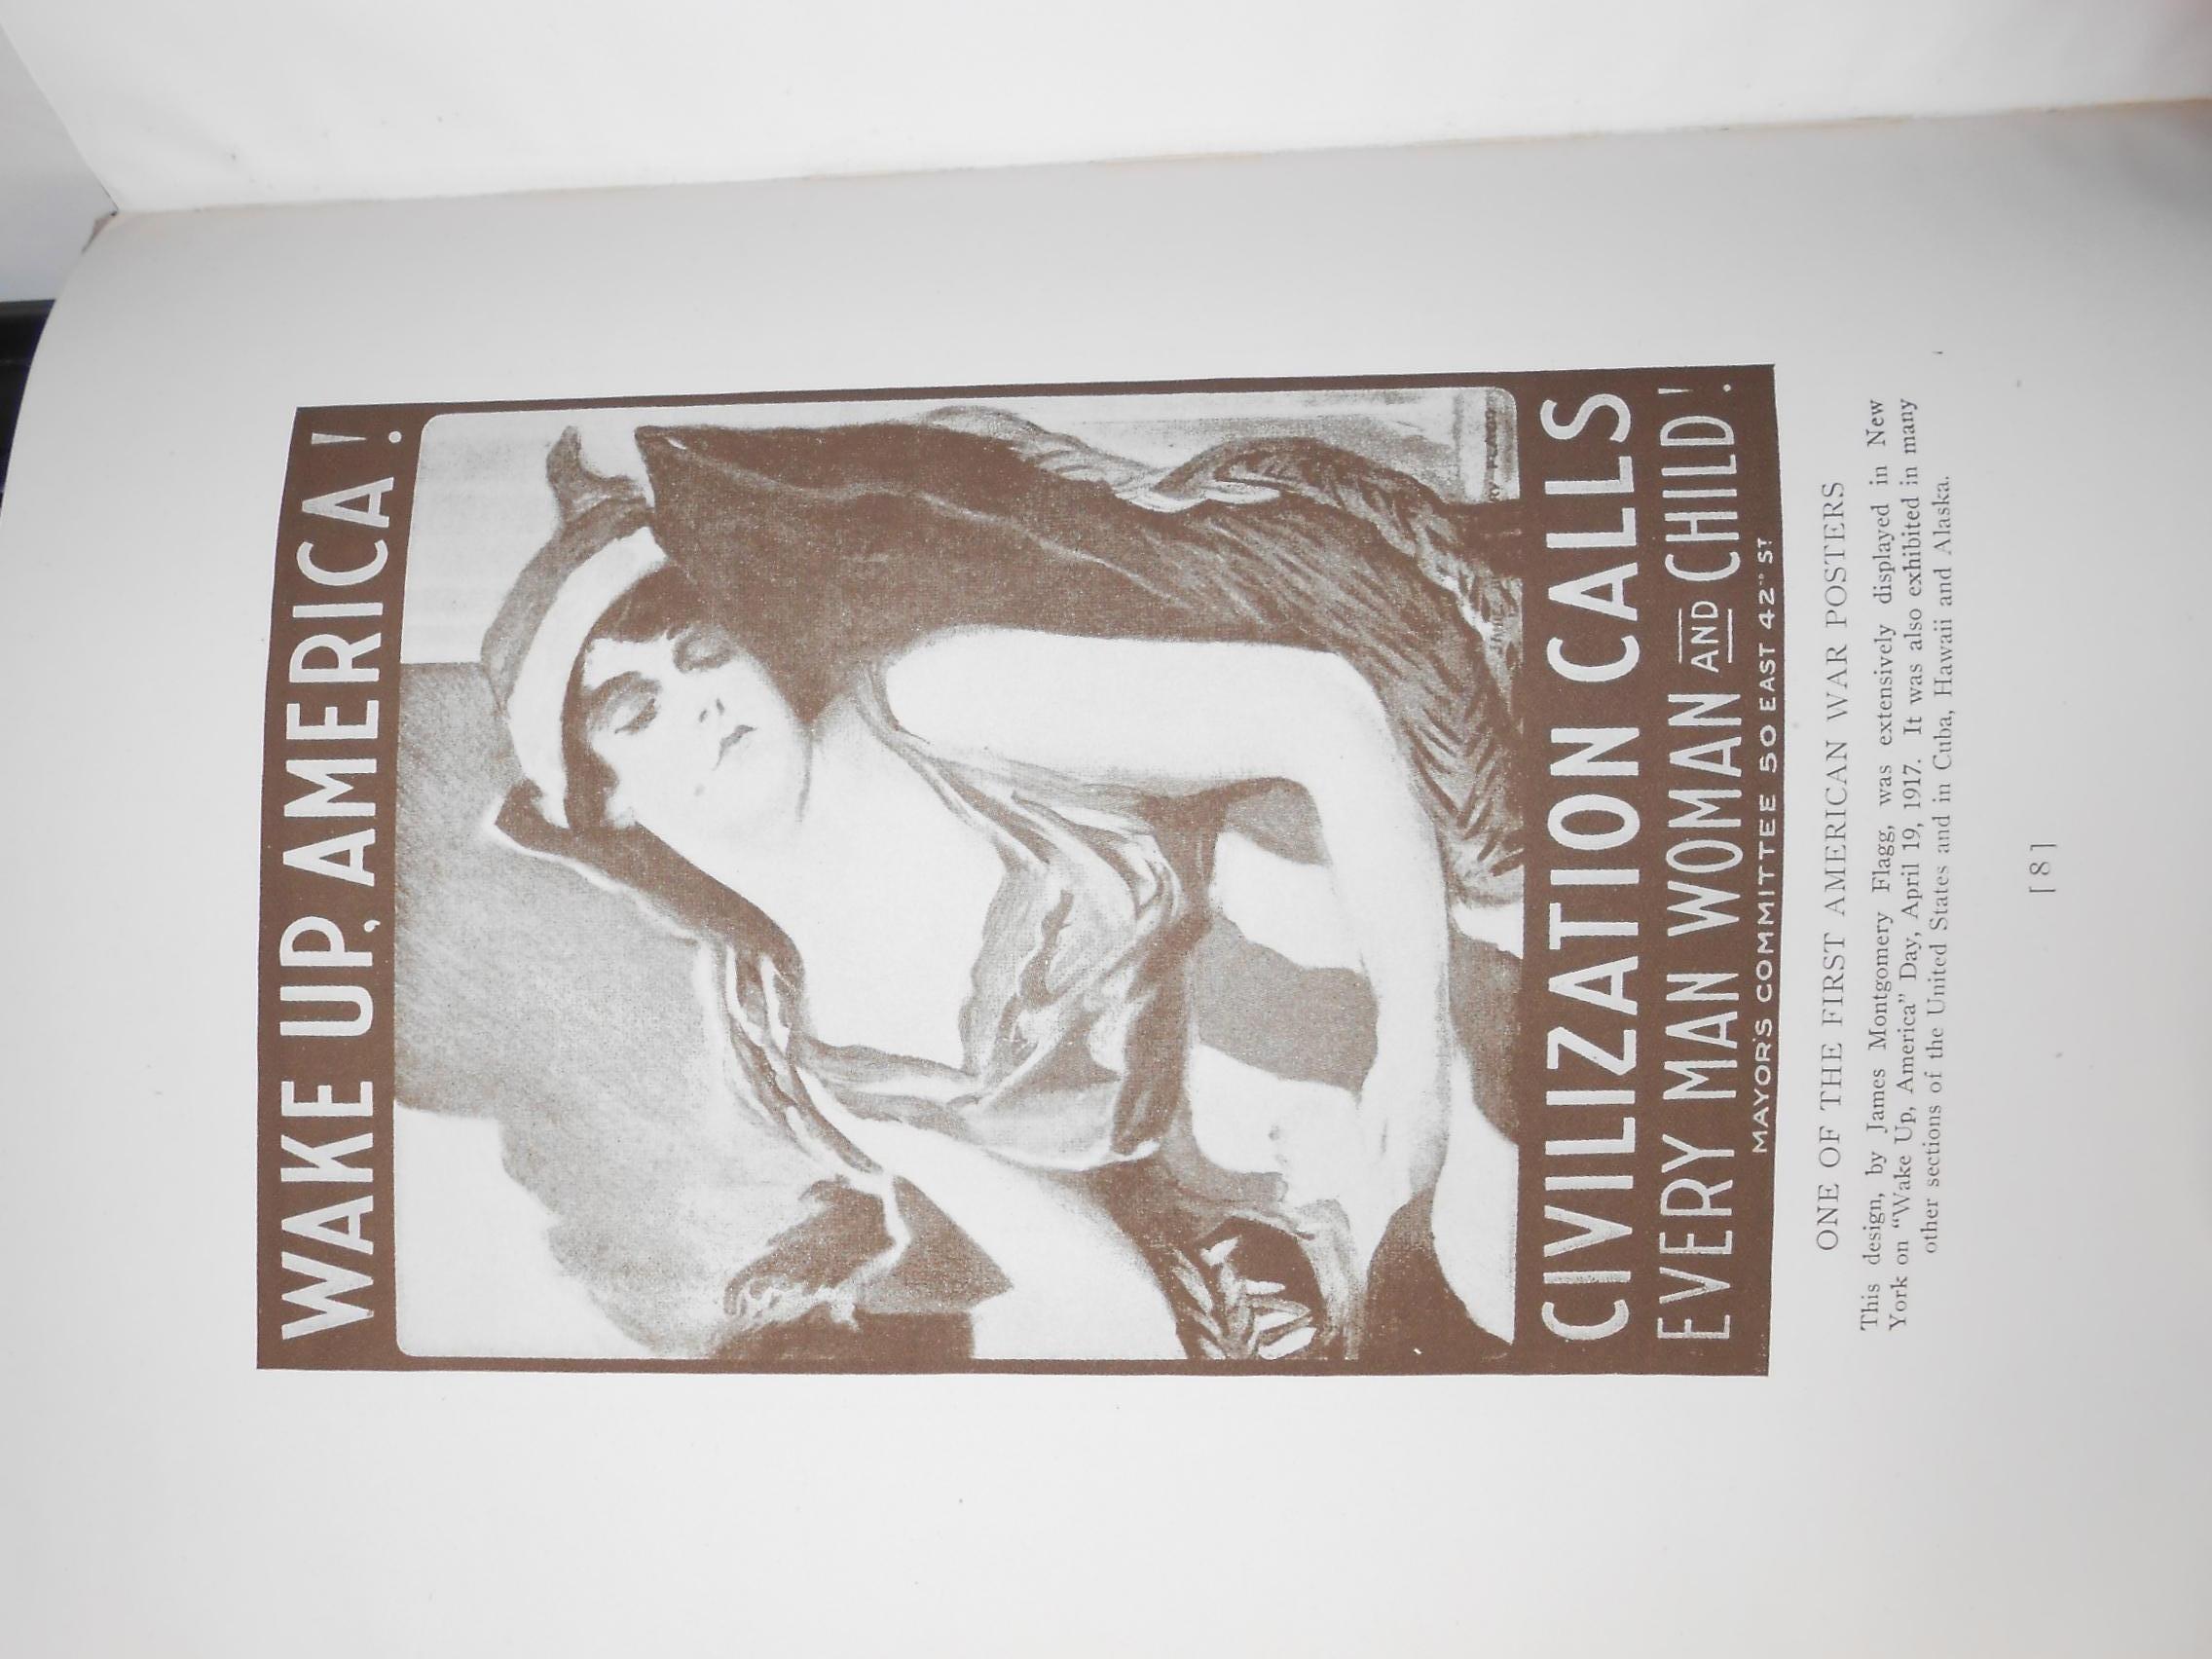 WAKE UP, AMERICA!
CIVILIZATION CALLS
EVERY MAN WOMAN AND CHILD!
MAYOR'S COMMITTEE 50 EAST 42ND ST
ONE OF THE FIRST AMERICAN WAR POSTERS
This design, by James Montgomery Flagg, was extensively displayed in New
York on "Wake Up, America" Day, April 19, 1917. It was also exhibited in many
other sections of the United States and in Cuba, Hawaii and Alaska.
[8]